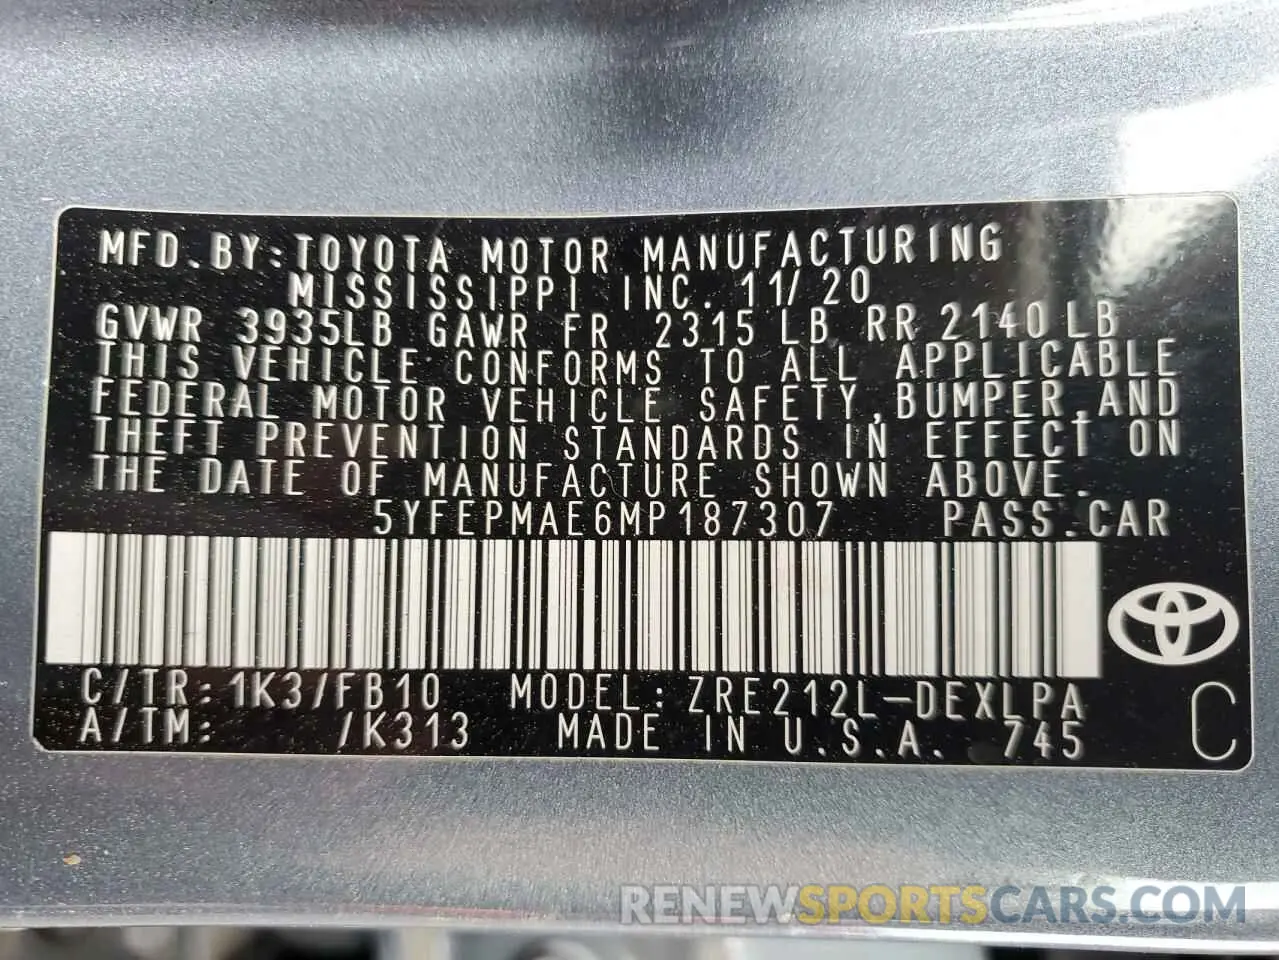 MFD. BY: TOYOTA MOTOR MANUFACTURING
MISSISSIPPI INC. 11/20
GVWR 3935LB GAWR FR 2315 LB RR 2140LB
THIS VEHICLE CONFORMS TO ALL APPLICABLE
FEDERAL MOTOR VEHICLE SAFETY, BUMPER, AND
THEFT PREVENTION STANDARDS IN EFFECT ON
THE DATE OF MANUFACTURE SHOWN ABOVE.
5YFEPMAE6MP187307 PASS. CAR
C/TR: 1K3/FB10 MODEL: ZRE212L-DEXLPA
A/TM: /K313 MADE IN U.S.A. 745
C
RENEWSPORTSCARS.COM